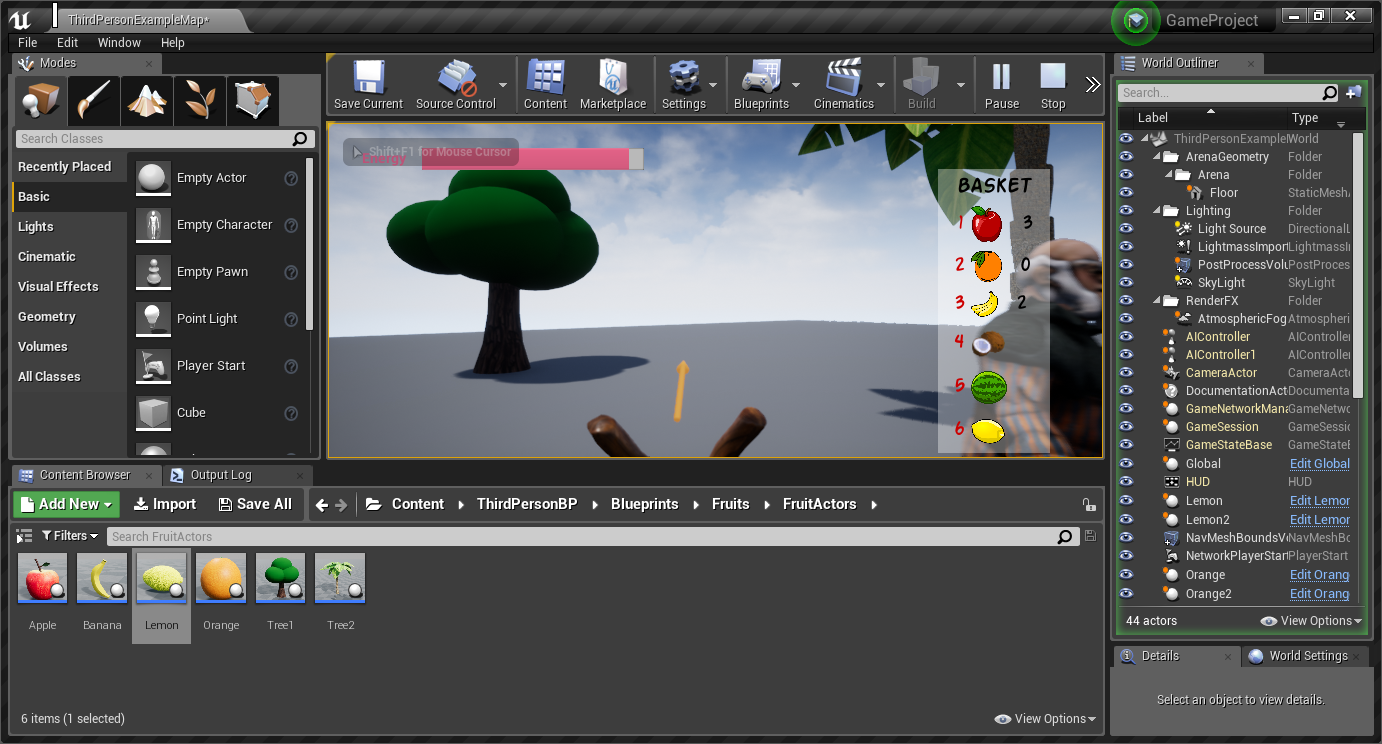 ThirdPersonExampleMap*
GameProject
File Edit Window Help
Modes
Search Classes
Recently Placed
Basic
Lights
Cinematic
Visual Effects
Geometry
Volumes
All Classes
Empty Actor
Empty Character
Empty Pawn
Point Light
Player Start
Cube
Save Current
Source Control
Content
Marketplace
Settings
Blueprints
Cinematics
Build
Pause
Stop
Shift+F1 for Mouse Cursor
Energy
BASKET
1 3
2 0
3 2
4
5
6
World Outliner
Search...
Label Type
ThirdPersonExample World
ArenaGeometry Folder
Arena Folder
Floor StaticMeshA
Lighting Folder
Light Source DirectionalL
LightmassImport LightmassI
PostProcessVolu PostProces
SkyLight SkyLight
RenderFX Folder
AtmosphericFog Atmospheri
AIController AIControlle
AIController1 AIControlle
CameraActor CameraActo
DocumentationAct Documenta
GameNetworkMana GameNetwo
GameSession GameSessio
GameStateBase GameStateB
Global Edit Global
HUD HUD
Lemon Edit Lemon
Lemon2 Edit Lemon
NavMeshBoundsVo NavMeshBo
NetworkPlayerStart PlayerStart
Orange Edit Orang
Orange2 Edit Orang
44 actors
View Options
Details
World Settings
Select an object to view details.
Content Browser
Output Log
Add New
Import
Save All
Content
ThirdPersonBP
Blueprints
Fruits
FruitActors
Filters
Search FruitActors
Apple
Banana
Lemon
Orange
Tree1
Tree2
6 items (1 selected)
View Options